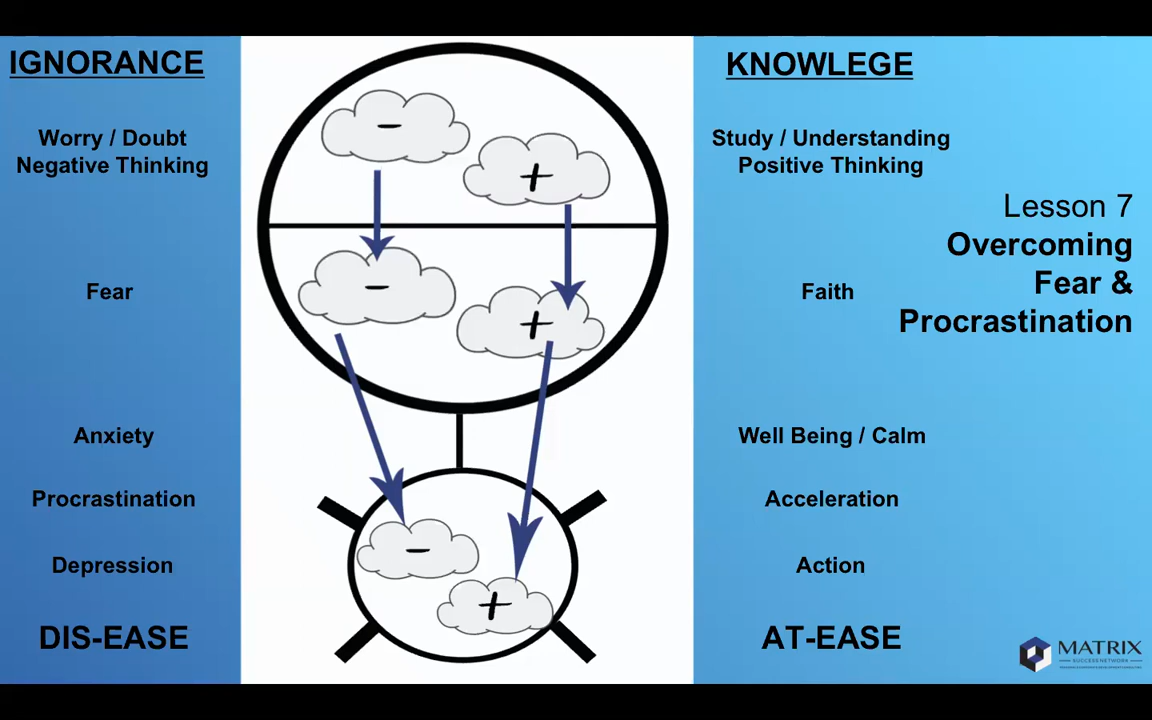 IGNORANCE
Worry / Doubt
Negative Thinking
Fear
Anxiety
Procrastination
Depression
DIS-EASE
-
+
-
+
-
+
KNOWLEGE
Study / Understanding
Positive Thinking
Faith
Well Being / Calm
Acceleration
Action
AT-EASE
Lesson 7
Overcoming
Fear &
Procrastination
MATRIX
SUCCESS NETWORK